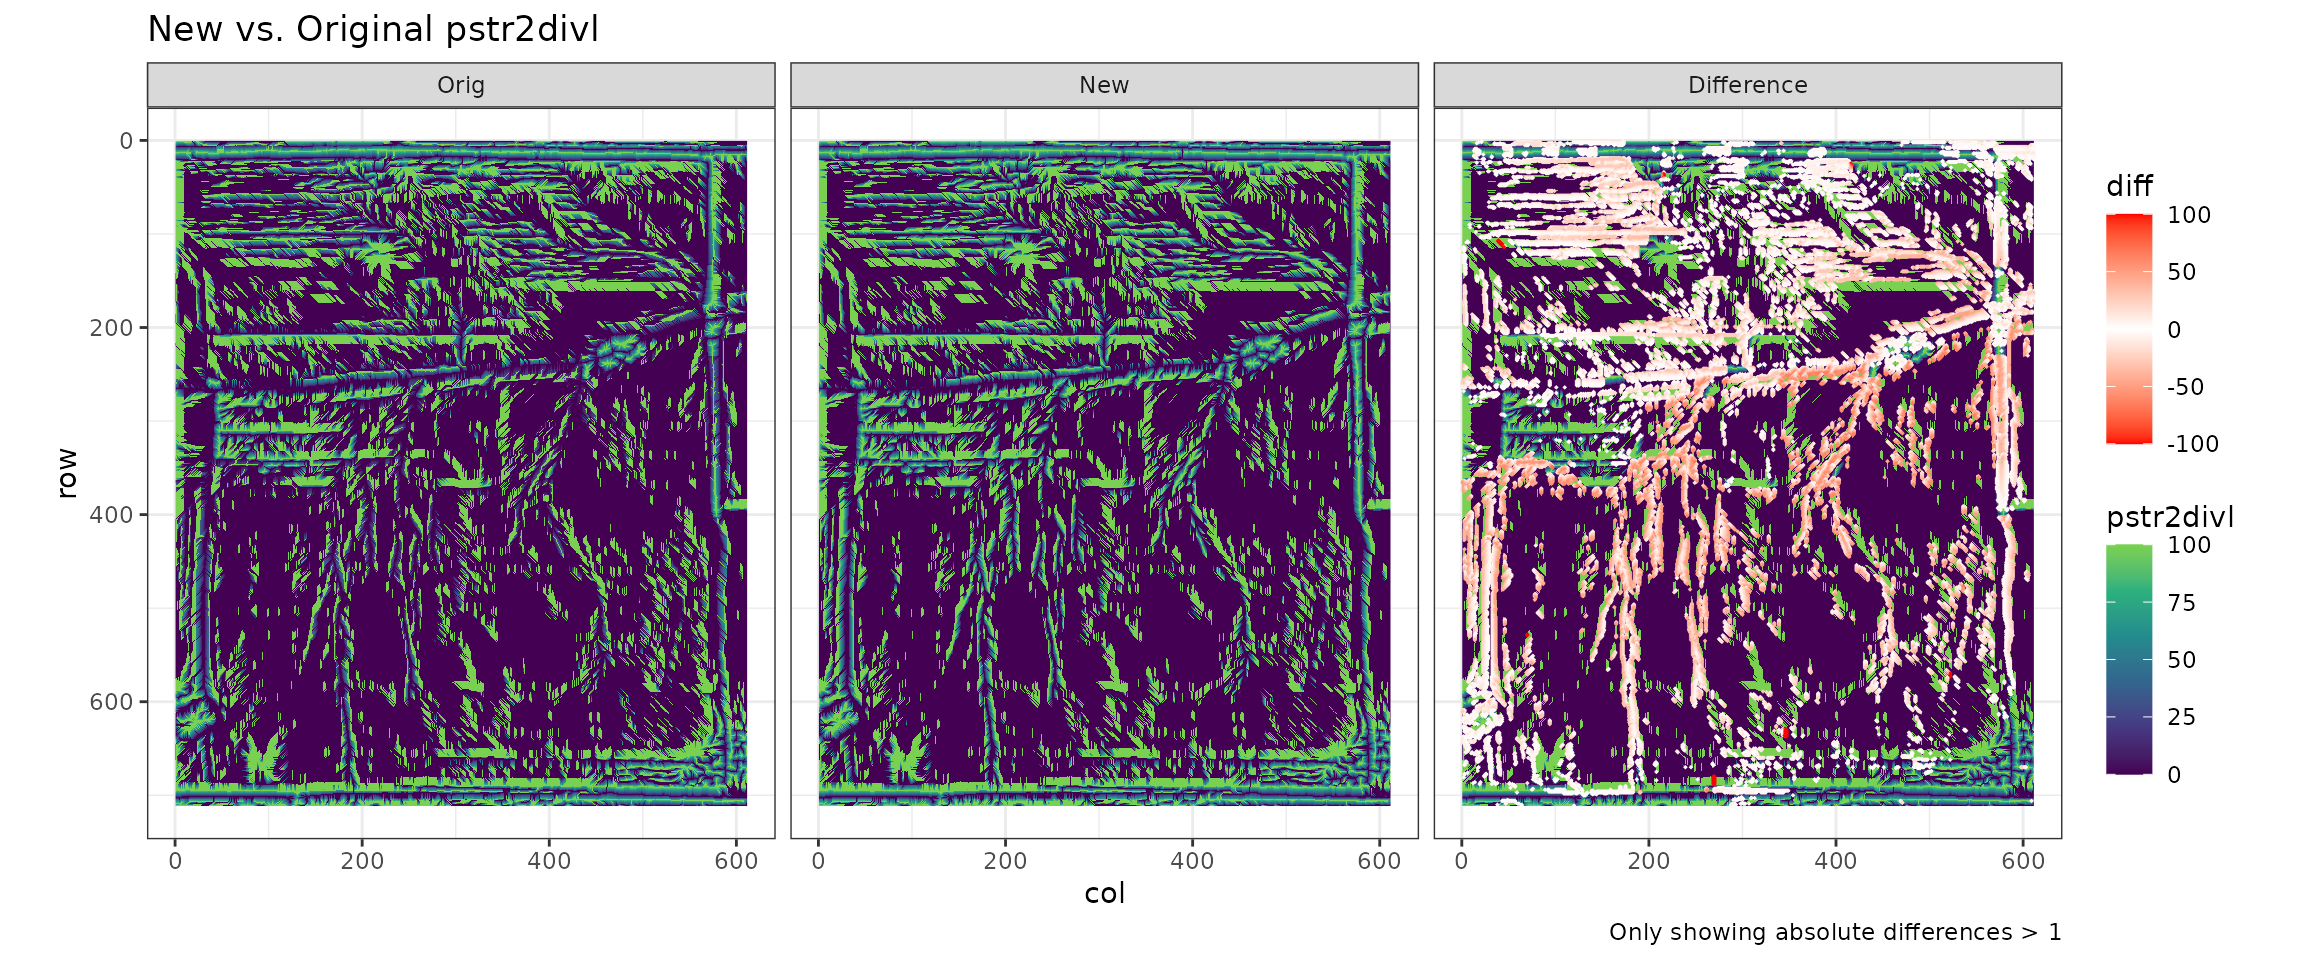 New vs. Original pstr2divl
Orig
New
Difference
0
200
400
600
row
0 200 400 600
0 200 400 600
0 200 400 600
col
diff
100
50
0
-50
-100
pstr2divl
100
75
50
25
0
Only showing absolute differences > 1